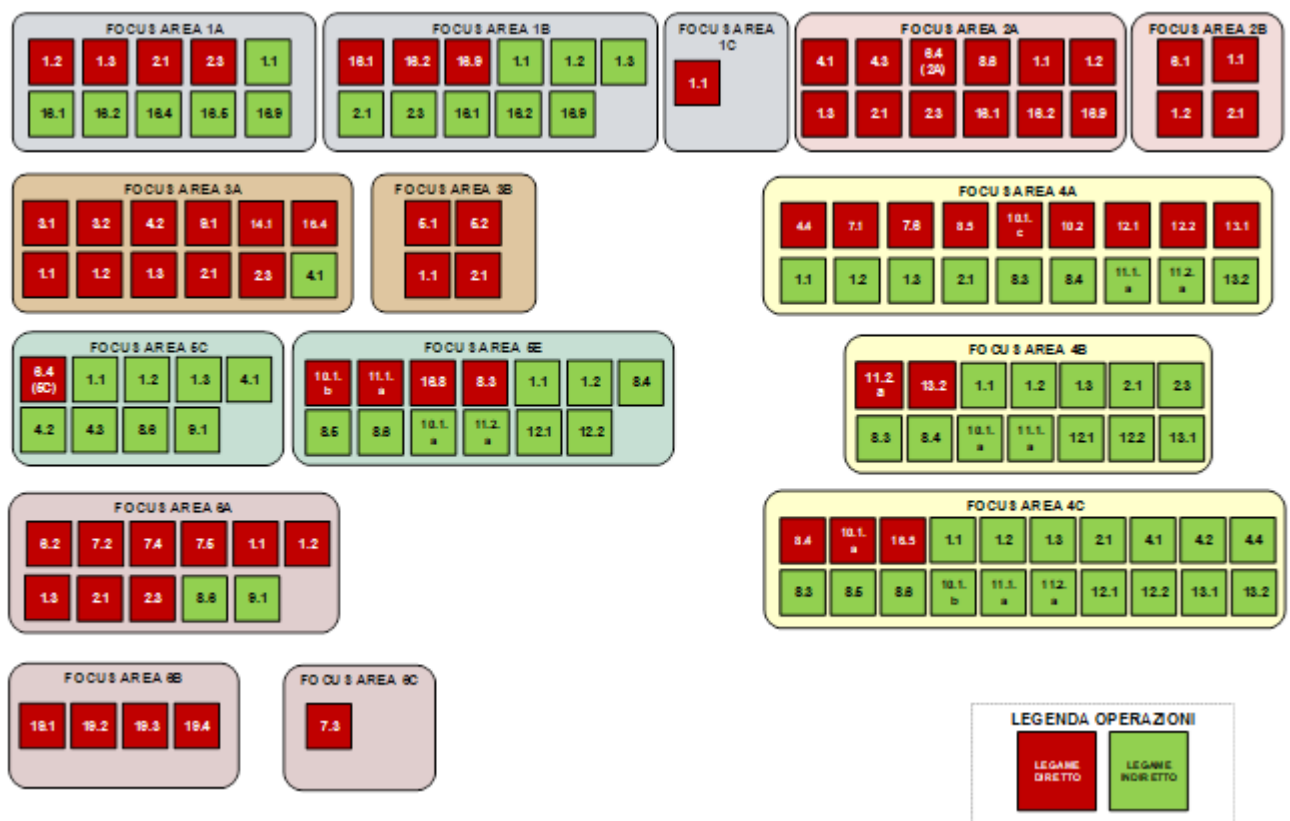 FOCUS AREA 1A
1.2 1.3 2.1 2.3 1.1
16.1 16.2 16.4 16.5 16.9
FOCUS AREA 1B
16.1 16.2 16.9 1.1 1.2 1.3
2.1 2.3 16.1 16.2 16.9
FOCUS AREA
1C
1.1
FOCUS AREA 2A
4.1 4.3 6.4 (2A) 8.6 1.1 1.2
1.3 2.1 2.3 16.1 16.2 16.9
FOCUS AREA 2B
6.1 1.1
1.2 2.1
FOCUS AREA 3A
3.1 3.2 4.2 9.1 14.1 16.4
1.1 1.2 1.3 2.1 2.3 4.1
FOCUS AREA 3B
5.1 5.2
1.1 2.1
FOCUS AREA 4A
4.4 7.1 7.6 8.5 10.1. c 10.2 12.1 12.2 13.1
1.1 1.2 1.3 2.1 8.3 8.4 11.1. a 11.2. a 13.2
FOCUS AREA 5C
6.4 (5C) 1.1 1.2 1.3 4.1
4.2 4.3 8.6 9.1
FOCUS AREA 5E
10.1. b 11.1. a 16.8 8.3 1.1 1.2 8.4
8.5 8.6 10.1. a 11.2. a 12.1 12.2
FOCUS AREA 4B
11.2 a 13.2 1.1 1.2 1.3 2.1 2.3
8.3 8.4 10.1. a 11.1. a 12.1 12.2 13.1
FOCUS AREA 6A
6.2 7.2 7.4 7.5 1.1 1.2
1.3 2.1 2.3 8.6 9.1
FOCUS AREA 4C
8.4 10.1. a 16.5 1.1 1.2 1.3 2.1 4.1 4.2 4.4
8.3 8.5 8.6 10.1. b 11.1. a 11.2. a 12.1 12.2 13.1 13.2
FOCUS AREA 6B
19.1 19.2 19.3 19.4
FOCUS AREA 6C
7.3
LEGENDA OPERAZIONI
LEGAME
DIRETTO
LEGAME
INDIRETTO